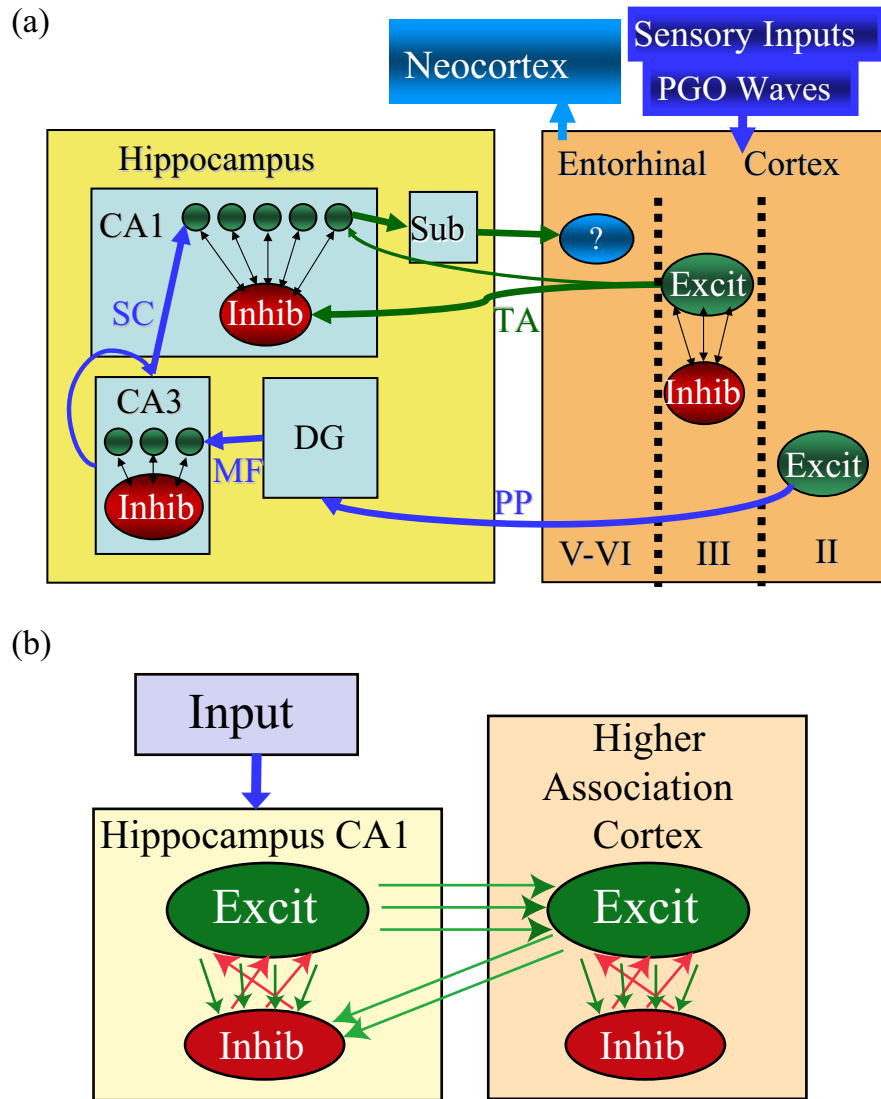 (a)
Neocortex
Sensory Inputs
PGO Waves
Hippocampus
Entorhinal Cortex
CA1
Sub
?
Excit
Inhib
SC
TA
Inhib
CA3
DG
MF
Excit
Inhib
PP
V-VI III II
(b)
Input
Higher
Association
Cortex
Hippocampus CA1
Excit
Excit
Inhib
Inhib